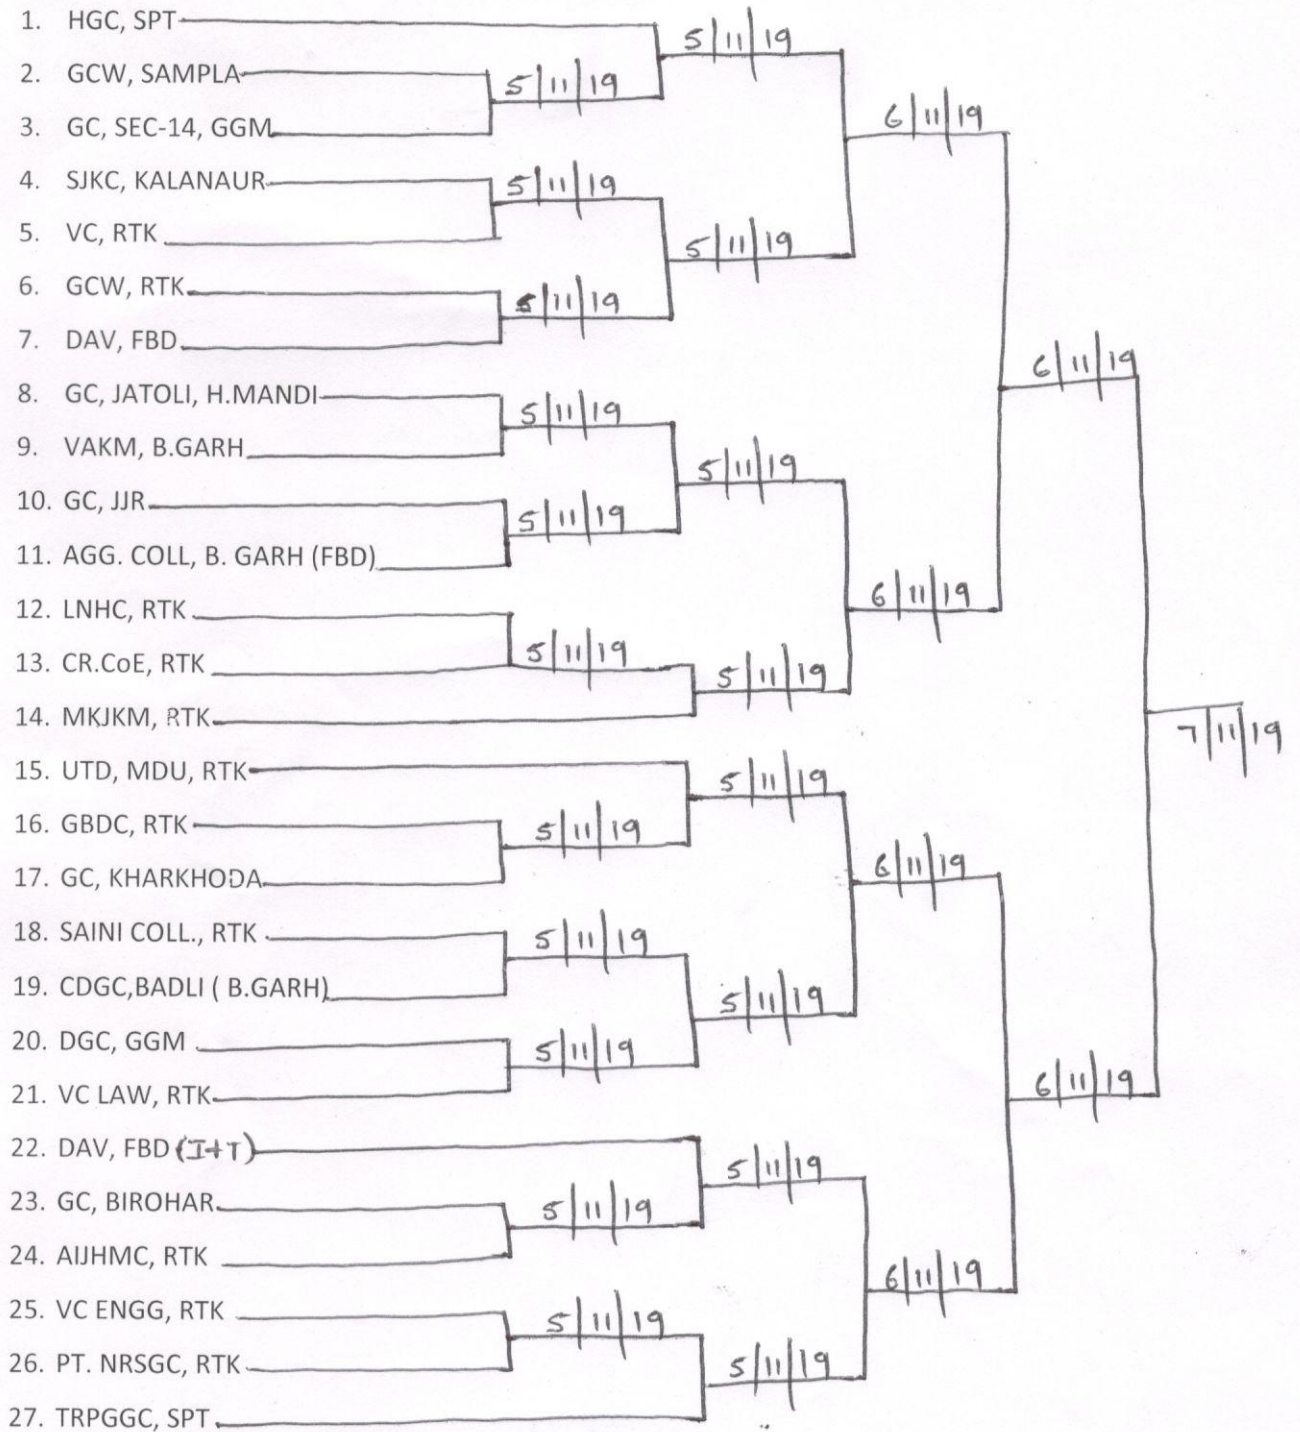 1. HGC, SPT
5/11/19
2. GCW, SAMPLA
5/11/19
3. GC, SEC-14, GGM
6/11/19
4. SJKC, KALANAUR
5/11/19
5. VC, RTK
5/11/19
6. GCW, RTK
5/11/19
7. DAV, FBD
6/11/19
8. GC, JATOLI, H.MANDI
5/11/19
9. VAKM, B.GARH
5/11/19
10. GC, JJR
5/11/19
11. AGG. COLL, B. GARH (FBD)
6/11/19
12. LNHC, RTK
5/11/19
13. CR.CoE, RTK
5/11/19
14. MKJKM, RTK
7/11/19
15. UTD, MDU, RTK
5/11/19
16. GBDC, RTK
5/11/19
17. GC, KHARKHODA
6/11/19
18. SAINI COLL., RTK
5/11/19
19. CDGC,BADLI ( B.GARH)
5/11/19
20. DGC, GGM
5/11/19
21. VC LAW, RTK
6/11/19
22. DAV, FBD (I+T)
5/11/19
23. GC, BIROHAR
5/11/19
24. AIJHMC, RTK
6/11/19
25. VC ENGG, RTK
5/11/19
26. PT. NRSGC, RTK
5/11/19
27. TRPGGC, SPT